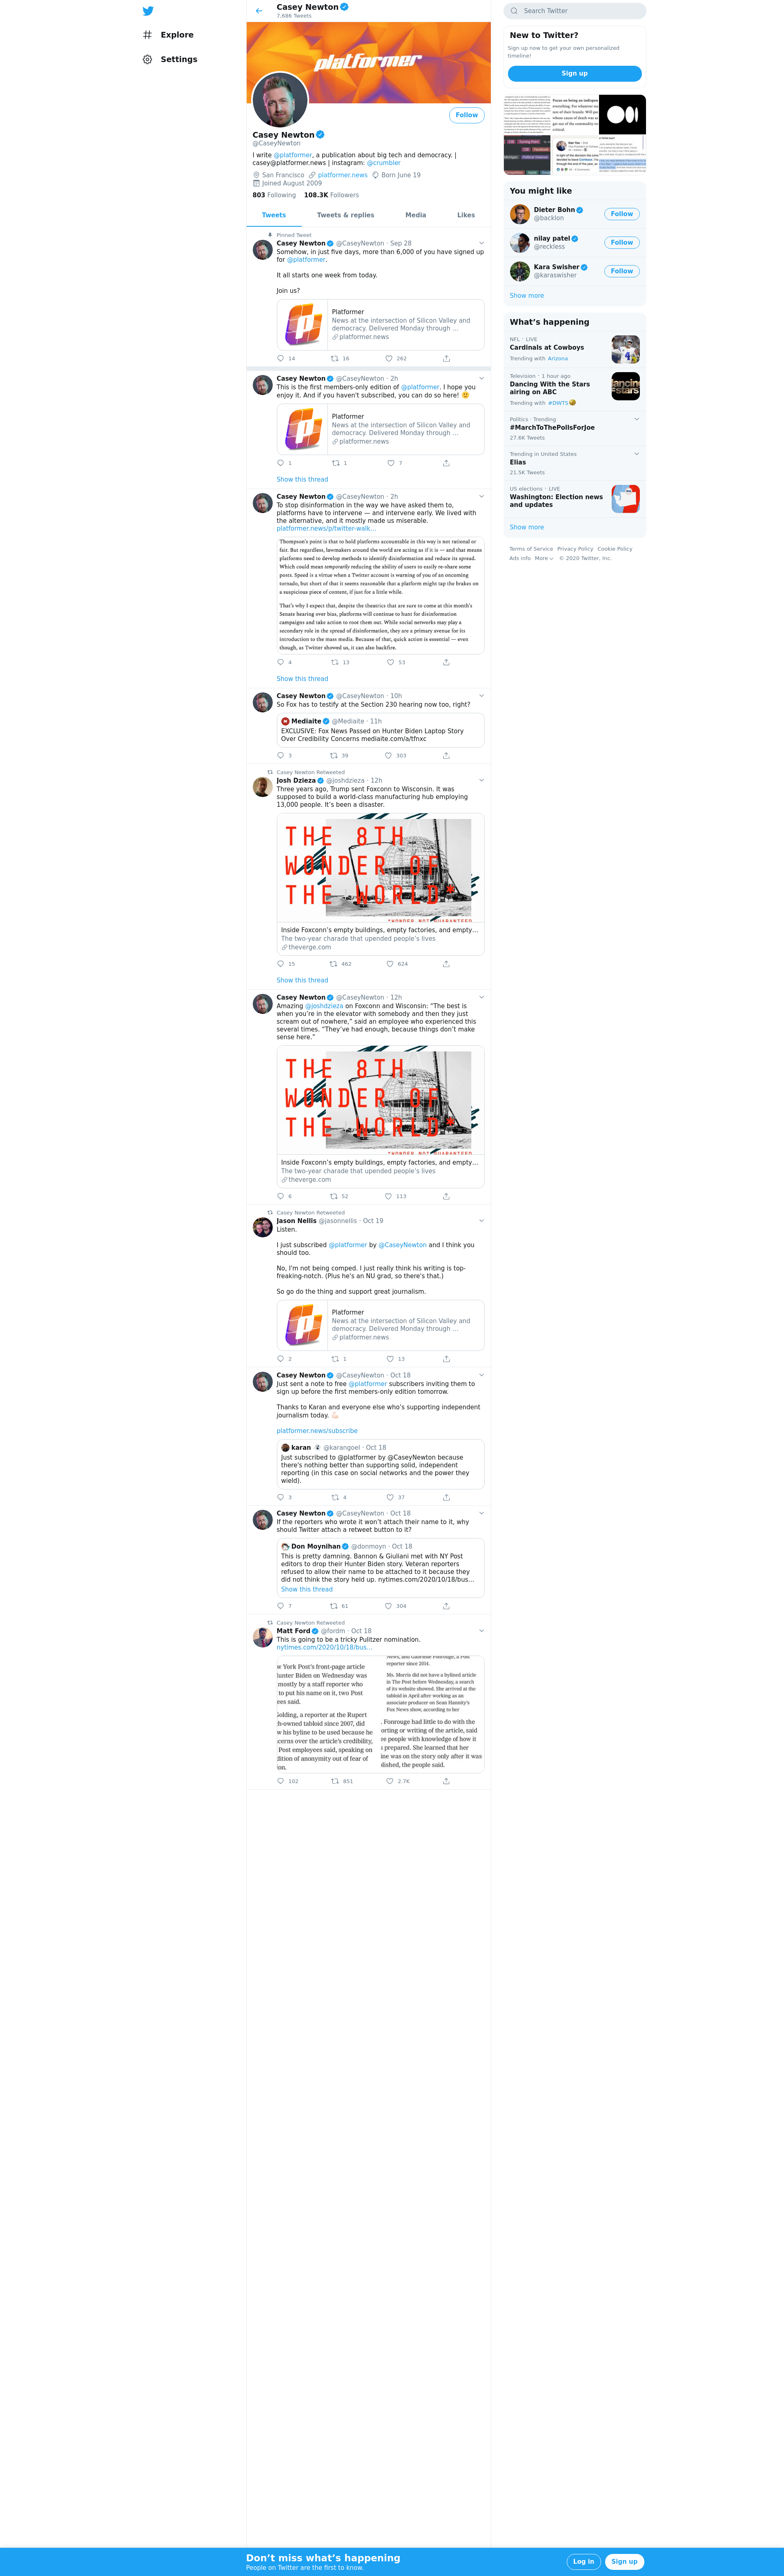 Explore
Settings
Casey Newton
7,686 Tweets
platformer
Follow
Casey Newton
@CaseyNewton
I write @platformer, a publication about big tech and democracy. |
casey@platformer.news | instagram: @crumbler
San Francisco platformer.news Born June 19
Joined August 2009
803 Following 108.3K Followers
Tweets Tweets & replies Media Likes
Pinned Tweet
Casey Newton @CaseyNewton · Sep 28
Somehow, in just five days, more than 6,000 of you have signed up
for @platformer.
It all starts one week from today.
Join us?
Platformer
News at the intersection of Silicon Valley and
democracy. Delivered Monday through ...
platformer.news
14 16 262
Casey Newton @CaseyNewton · 2h
This is the first members-only edition of @platformer. I hope you
enjoy it. And if you haven't subscribed, you can do so here! 🙂
Platformer
News at the intersection of Silicon Valley and
democracy. Delivered Monday through ...
platformer.news
1 1 7
Show this thread
Casey Newton @CaseyNewton · 2h
To stop disinformation in the way we have asked them to,
platforms have to intervene — and intervene early. We lived with
the alternative, and it mostly made us miserable.
platformer.news/p/twitter-walk...
Thompson's point is that to hold platforms accountable in this way is not rational or
fair. But regardless, lawmakers around the world are acting as if it is — and that means
platforms need to develop methods to identify disinformation and reduce its spread.
Which could mean temporarily reducing the ability of users to easily re-share some
posts. Speed is a virtue when a Twitter account is warning of you of an oncoming
tornado, but short of that it seems reasonable that a platform might tap the brakes on
a suspicious piece of content, if just for a little while.
That's why I expect that, despite the theatrics that are sure to come at this month's
Senate hearing over bias, platforms will continue to hunt for disinformation
campaigns and take action to root them out. While social networks may play a
secondary role in the spread of disinformation, they are a primary avenue for its
introduction to the mass media. Because of that, quick action is essential — even
though, as Twitter showed us, it can also backfire.
4 13 53
Show this thread
Casey Newton @CaseyNewton · 10h
So Fox has to testify at the Section 230 hearing now too, right?
Mediaite @Mediaite · 11h
EXCLUSIVE: Fox News Passed on Hunter Biden Laptop Story
Over Credibility Concerns mediaite.com/a/tfnxc
3 39 303
Casey Newton Retweeted
Josh Dzieza @joshdzieza · 12h
Three years ago, Trump sent Foxconn to Wisconsin. It was
supposed to build a world-class manufacturing hub employing
13,000 people. It's been a disaster.
THE 8TH
WONDER OF
THE WORLD*
*WONDER NOT GUARANTEED
Inside Foxconn's empty buildings, empty factories, and empty...
The two-year charade that upended people's lives
theverge.com
15 462 624
Show this thread
Casey Newton @CaseyNewton · 12h
Amazing @joshdzieza on Foxconn and Wisconsin: "The best is
when you're in the elevator with somebody and then they just
scream out of nowhere," said an employee who experienced this
several times. "They've had enough, because things don't make
sense here."
THE 8TH
WONDER OF
THE WORLD*
*WONDER NOT GUARANTEED
Inside Foxconn's empty buildings, empty factories, and empty...
The two-year charade that upended people's lives
theverge.com
6 52 113
Casey Newton Retweeted
Jason Nellis @jasonnellis · Oct 19
Listen.
I just subscribed @platformer by @CaseyNewton and I think you
should too.
No, I'm not being comped. I just really think his writing is top-
freaking-notch. (Plus he's an NU grad, so there's that.)
So go do the thing and support great journalism.
Platformer
News at the intersection of Silicon Valley and
democracy. Delivered Monday through ...
platformer.news
2 1 13
Casey Newton @CaseyNewton · Oct 18
Just sent a note to free @platformer subscribers inviting them to
sign up before the first members-only edition tomorrow.
Thanks to Karan and everyone else who's supporting independent
journalism today. 💪🏻
platformer.news/subscribe
karan @karangoel · Oct 18
Just subscribed to @platformer by @CaseyNewton because
there's nothing better than supporting solid, independent
reporting (in this case on social networks and the power they
wield).
3 4 37
Casey Newton @CaseyNewton · Oct 18
If the reporters who wrote it won't attach their name to it, why
should Twitter attach a retweet button to it?
Don Moynihan @donmoyn · Oct 18
This is pretty damning. Bannon & Giuliani met with NY Post
editors to drop their Hunter Biden story. Veteran reporters
refused to allow their name to be attached to it because they
did not think the story held up. nytimes.com/2020/10/18/bus...
Show this thread
7 61 304
Casey Newton Retweeted
Matt Ford @fordm · Oct 18
This is going to be a tricky Pulitzer nomination.
nytimes.com/2020/10/18/bus...
w York Post's front-page article
unter Biden on Wednesday was
mostly by a staff reporter who
to put his name on it, two Post
ees said.
Golding, a reporter at the Rupert
h-owned tabloid since 2007, did
w his byline to be used because he
cerns over the article's credibility,
Post employees said, speaking on
dition of anonymity out of fear of
ion.
News, and Gabrielle Fonrouge, a Post
reporter since 2014.
Ms. Morris did not have a bylined article
in The Post before Wednesday, a search
of its website showed. She arrived at the
tabloid in April after working as an
associate producer on Sean Hannity's
Fox News show, according to her
. Fonrouge had little to do with the
orting or writing of the article, said
ee people with knowledge of how it
s prepared. She learned that her
ine was on the story only after it was
dished, the people said.
102 851 2.7K
Search Twitter
New to Twitter?
Sign up now to get your own personalized
timeline!
Sign up
You might like
Dieter Bohn
@backlon
Follow
nilay patel
@reckless
Follow
Kara Swisher
@karaswisher
Follow
Show more
What's happening
NFL · LIVE
Cardinals at Cowboys
Trending with Arizona
Television · 1 hour ago
Dancing With the Stars
airing on ABC
Trending with #DWTS
Politics · Trending
#MarchToThePollsForJoe
27.6K Tweets
Trending in United States
Elias
21.5K Tweets
US elections · LIVE
Washington: Election news
and updates
Show more
Terms of Service Privacy Policy Cookie Policy
Ads info More © 2020 Twitter, Inc.
Don't miss what's happening
People on Twitter are the first to know.
Log in
Sign up